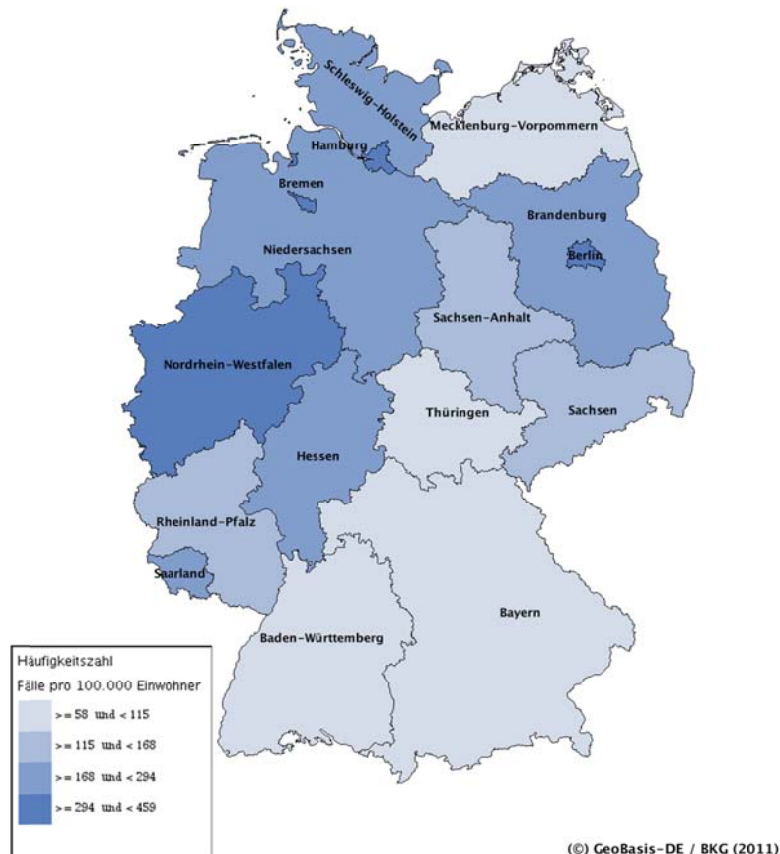 Schleswig-Holstein
Mecklenburg-Vorpommern
Hamburg
Bremen
Brandenburg
Niedersachsen
Berlin
Sachsen-Anhalt
Nordrhein-Westfalen
Thüringen
Sachsen
Hessen
Rheinland-Pfalz
Saarland
Bayern
Baden-Württemberg
Häufigkeitszahl
Fälle pro 100.000 Einwohner
>= 58 und < 115
>= 115 und < 168
>= 168 und < 294
>= 294 und < 459
(©) GeoBasis-DE / BKG (2011)